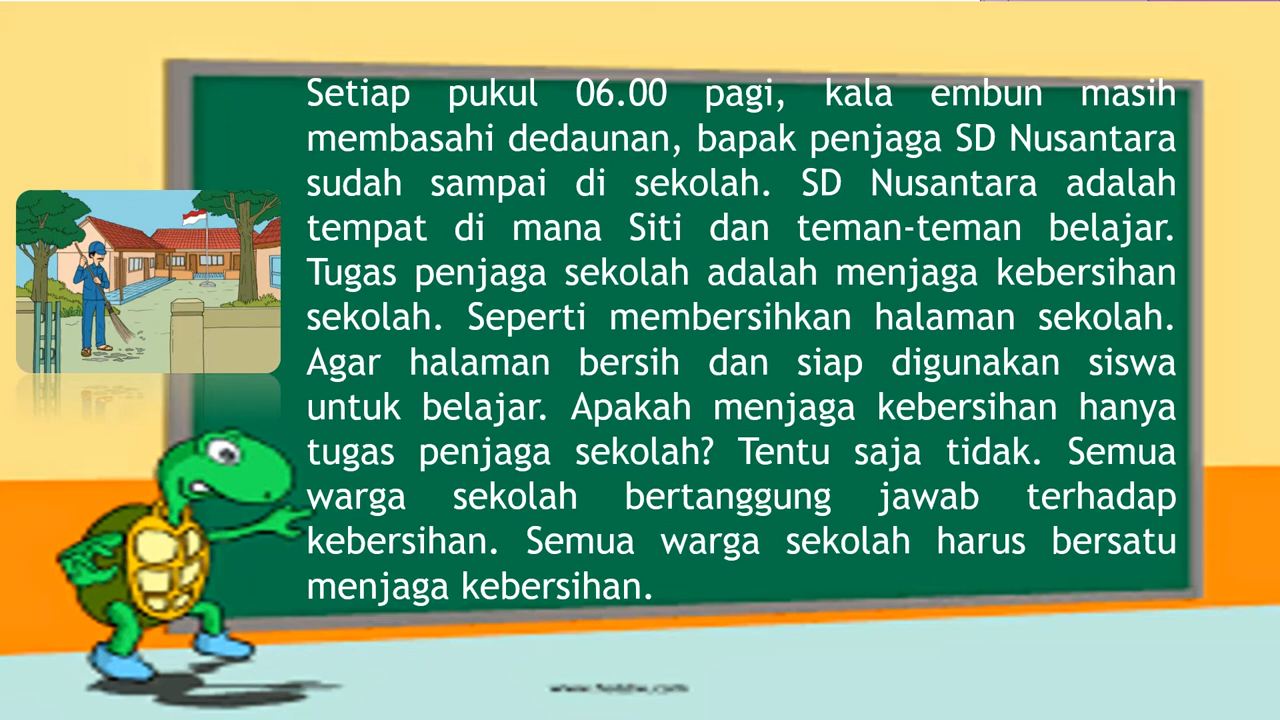 Setiap pukul 06.00 pagi, kala embun masih
membasahi dedaunan, bapak penjaga SD Nusantara
sudah sampai di sekolah. SD Nusantara adalah
tempat di mana Siti dan teman-teman belajar.
Tugas penjaga sekolah adalah menjaga kebersihan
sekolah. Seperti membersihkan halaman sekolah.
Agar halaman bersih dan siap digunakan siswa
untuk belajar. Apakah menjaga kebersihan hanya
tugas penjaga sekolah? Tentu saja tidak. Semua
warga sekolah bertanggung jawab terhadap
kebersihan. Semua warga sekolah harus bersatu
menjaga kebersihan.